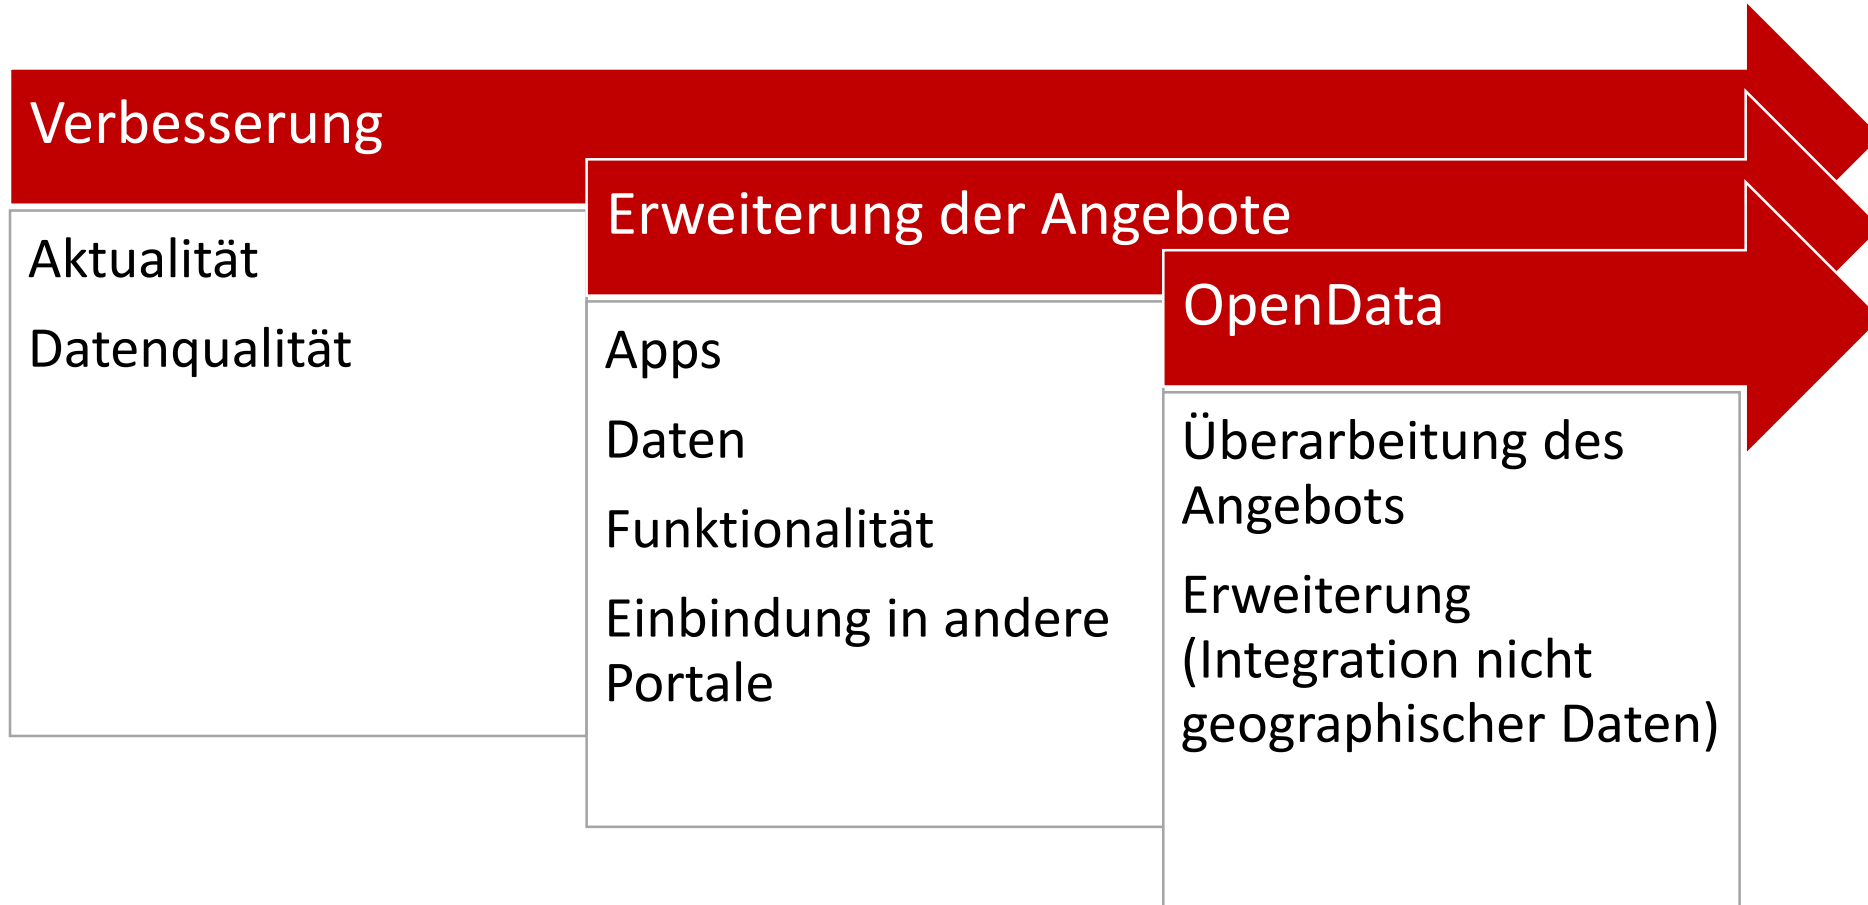 Verbesserung
Aktualität
Datenqualität
Erweiterung der Angebote
Apps
Daten
Funktionalität
Einbindung in andere
Portale
OpenData
Überarbeitung des
Angebots
Erweiterung
(Integration nicht
geographischer Daten)